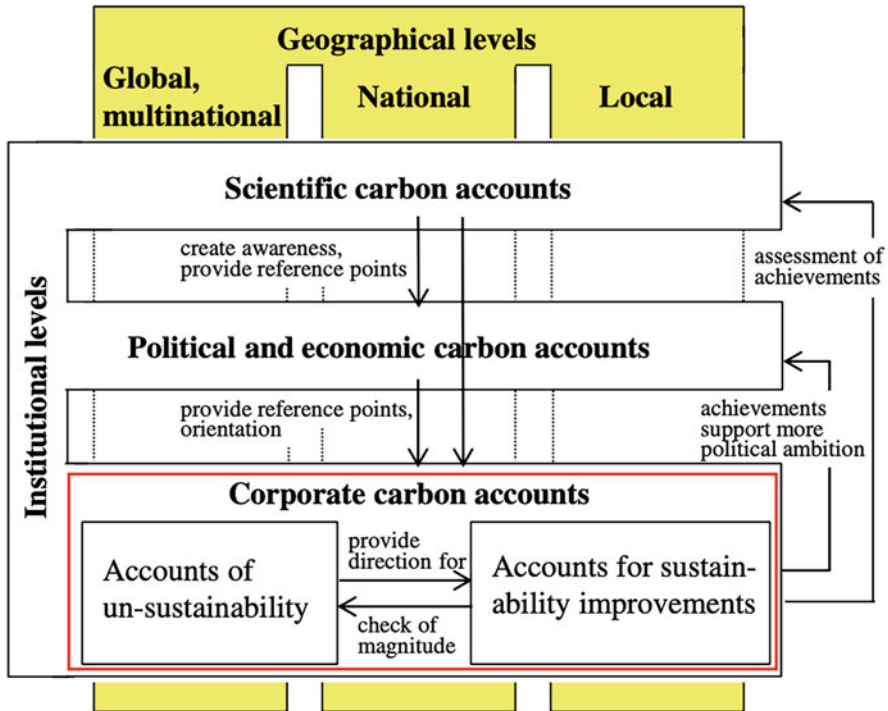 Geographical levels
Global,
multinational
National
Local
Institutional levels
Scientific carbon accounts
create awareness,
provide reference points
assessment of
achievements
Political and economic carbon accounts
provide reference points,
orientation
achievements
support more
political ambition
Corporate carbon accounts
Accounts of
un-sustainability
provide
direction for
check of
magnitude
Accounts for sustain-
ability improvements